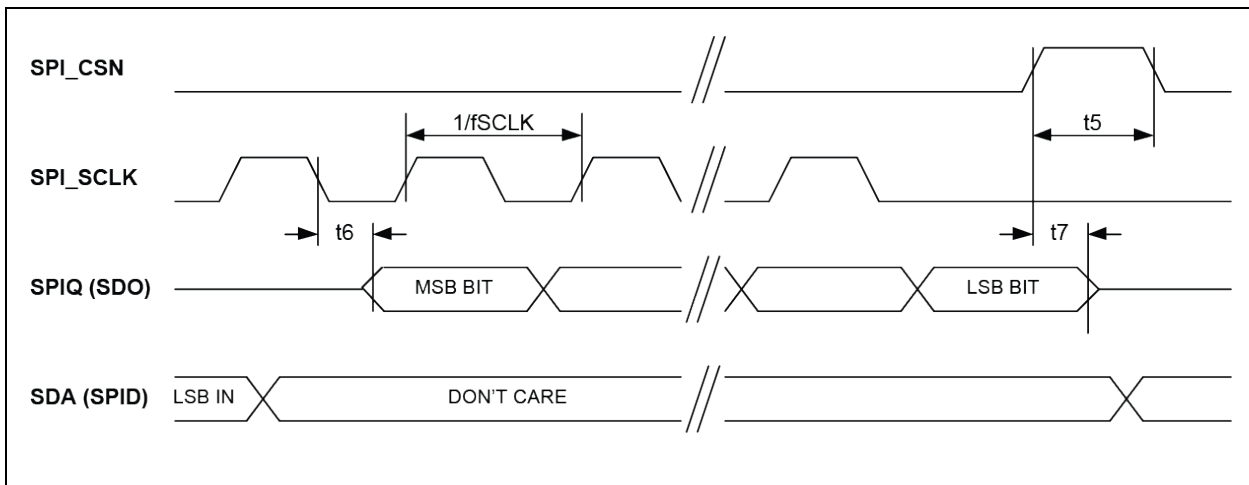 SPI_CSN
t5
1/fSCLK
SPI_SCLK
t6
t7
SPIQ (SDO)
MSB BIT
LSB BIT
SDA (SPID)
LSB IN
DON'T CARE